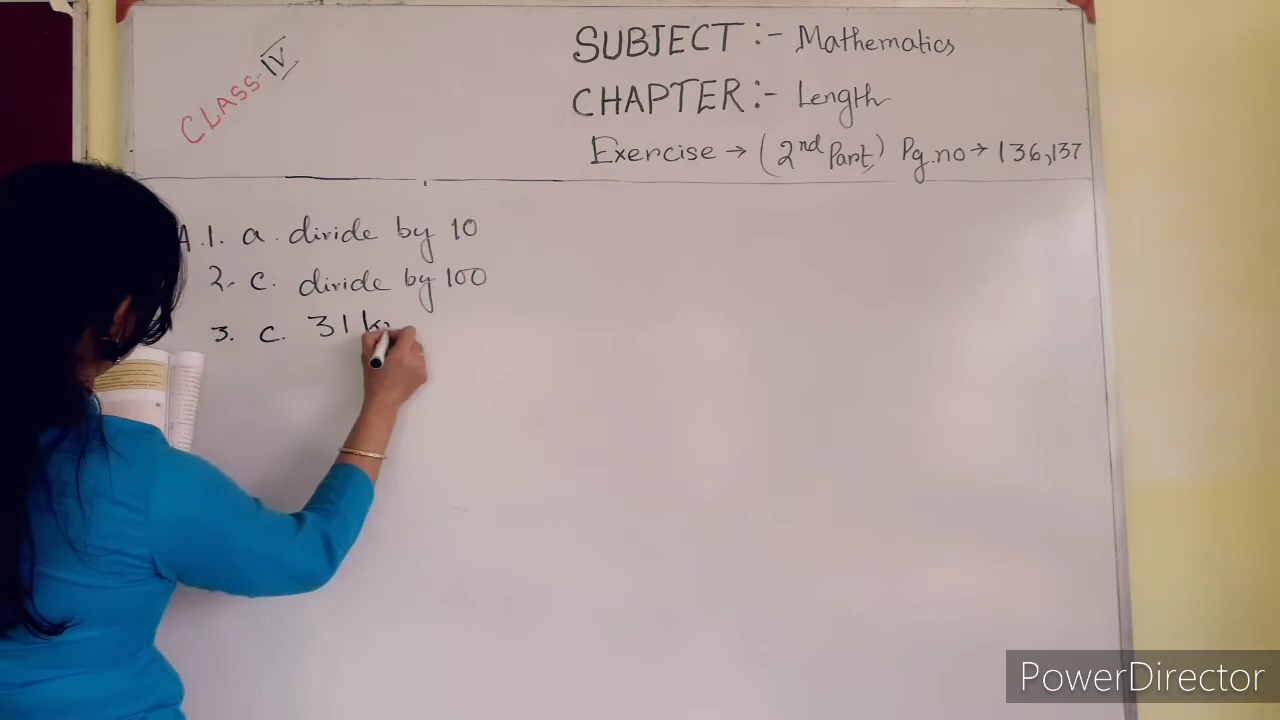 CLASS-IV
SUBJECT :- Mathematics
CHAPTER :- Length
Exercise → (2nd Part) Pg.no → 136,137
A.1. a. divide by 10
2. c. divide by 100
3. c. 31 k
PowerDirector